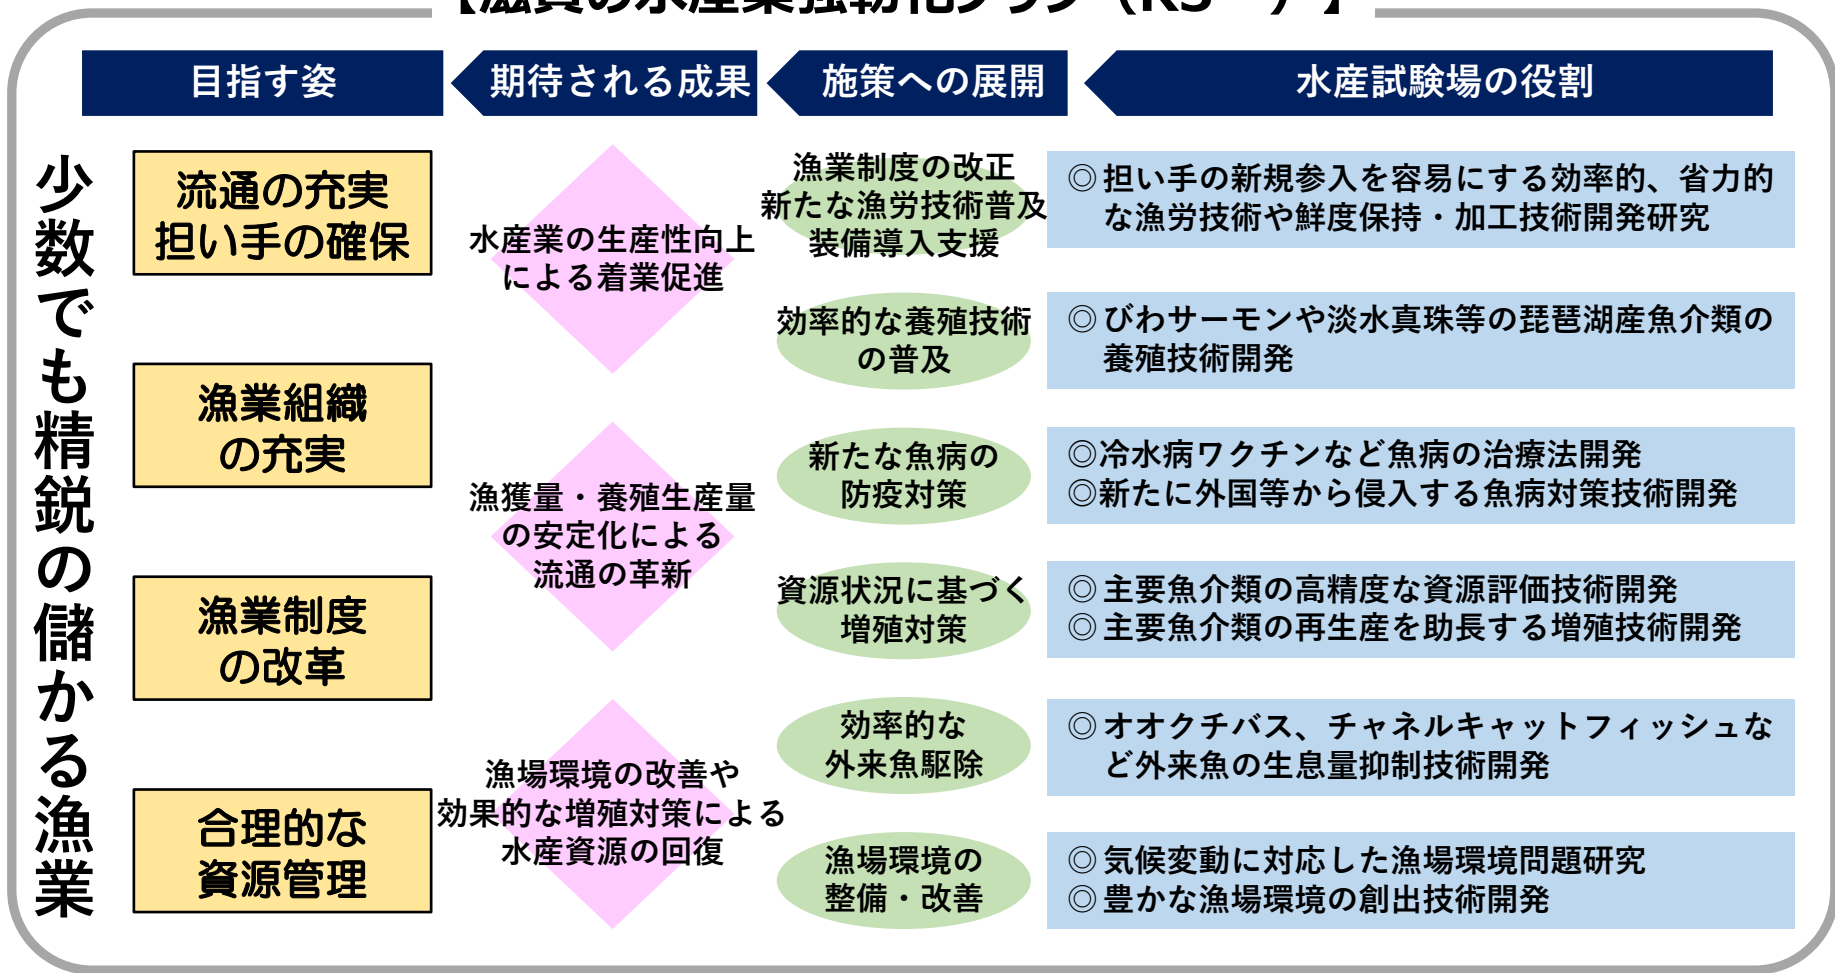 目指す姿
期待される成果
施策への展開
水産試験場の役割
少数でも精鋭の儲かる漁業
流通の充実
担い手の確保
漁業組織
の充実
漁業制度
の改革
合理的な
資源管理
水産業の生産性向上
による着業促進
漁獲量・養殖生産量
の安定化による
流通の革新
漁場環境の改善や
効果的な増殖対策による
水産資源の回復
漁業制度の改正
新たな漁労技術普及
装備導入支援
効率的な養殖技術
の普及
新たな魚病の
防疫対策
資源状況に基づく
増殖対策
効率的な
外来魚駆除
漁場環境の
整備・改善
◎担い手の新規参入を容易にする効率的、省力的
な漁労技術や鮮度保持・加工技術開発研究
◎びわサーモンや淡水真珠等の琵琶湖産魚介類の
養殖技術開発
◎冷水病ワクチンなど魚病の治療法開発
◎新たに外国等から侵入する魚病対策技術開発
◎主要魚介類の高精度な資源評価技術開発
◎主要魚介類の再生産を助長する増殖技術開発
◎オオクチバス、チャネルキャットフィッシュな
ど外来魚の生息量抑制技術開発
◎気候変動に対応した漁場環境問題研究
◎豊かな漁場環境の創出技術開発